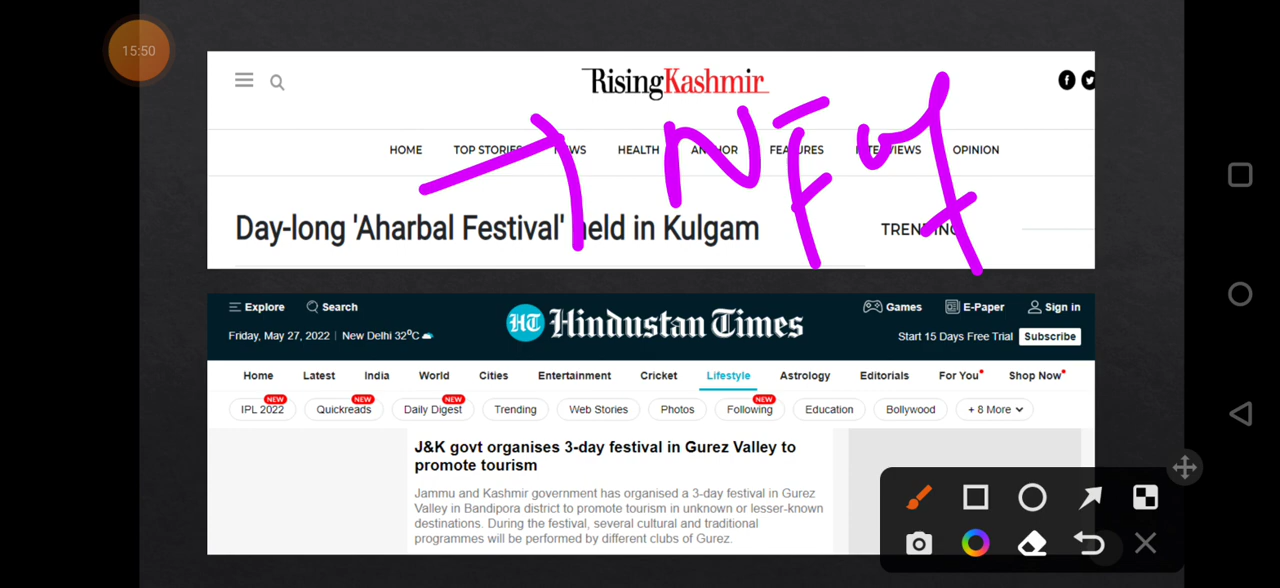 15:50
RisingKashmir
HOME TOP STORIES NEWS HEALTH ANCHOR FEATURES INTERVIEWS OPINION
Day-long 'Aharbal Festival' held in Kulgam
TRENDING
Explore Search
HT Hindustan Times
Games E-Paper Sign in
Friday, May 27, 2022 | New Delhi 32⁰C
Start 15 Days Free Trial Subscribe
Home Latest India World Cities Entertainment Cricket Lifestyle Astrology Editorials For You Shop Now
NEW NEW NEW NEW
IPL 2022 Quickreads Daily Digest Trending Web Stories Photos Following Education Bollywood + 8 More
J&K govt organises 3-day festival in Gurez Valley to
promote tourism
Jammu and Kashmir government has organised a 3-day festival in Gurez
Valley in Bandipora district to promote tourism in unknown or lesser-known
destinations. During the festival, several cultural and traditional
programmes will be performed by different clubs of Gurez.